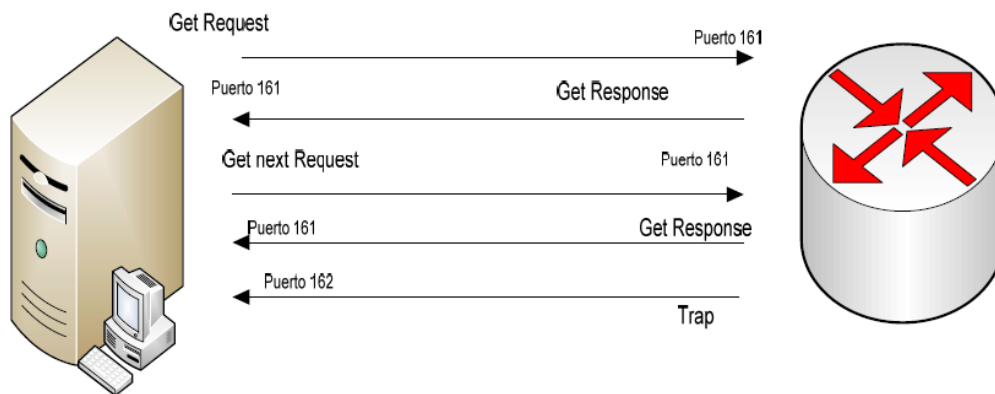 Get Request
Puerto 161
Puerto 161
Get Response
Get next Request
Puerto 161
Puerto 161
Get Response
Puerto 162
Trap